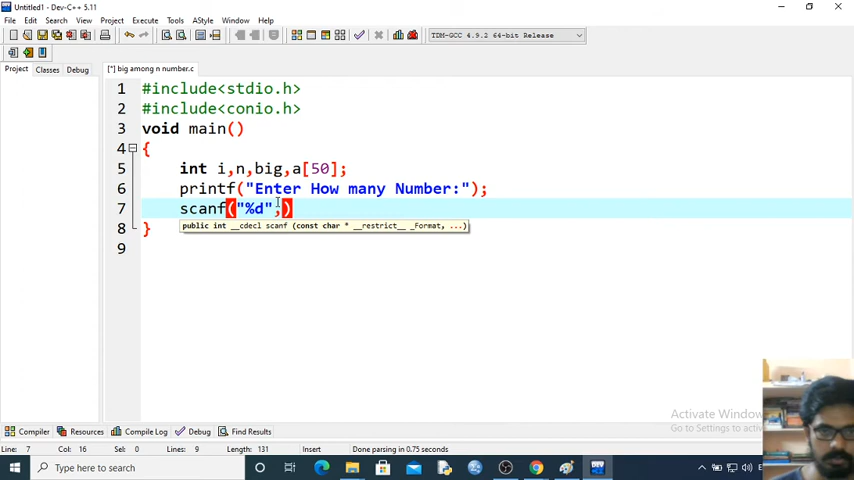 Untitled1 - Dev-C++ 5.11
File Edit Search View Project Execute Tools AStyle Window Help
TDM-GCC 4.9.2 64-bit Release
Project Classes Debug
[*] big among n number.c
1 #include<stdio.h>
2 #include<conio.h>
3 void main()
4 {
5 int i,n,big,a[50];
6 printf("Enter How many Number:");
7 scanf("%d",)
public int __cdecl scanf (const char * __restrict__ _Format, ...)
8 }
9
Activate Window
Go to Settings to activ
Compiler Resources Compile Log Debug Find Results
Line: 7 Col: 16 Sel: 0 Lines: 9 Length: 131 Insert Done parsing in 0.75 seconds
Type here to search